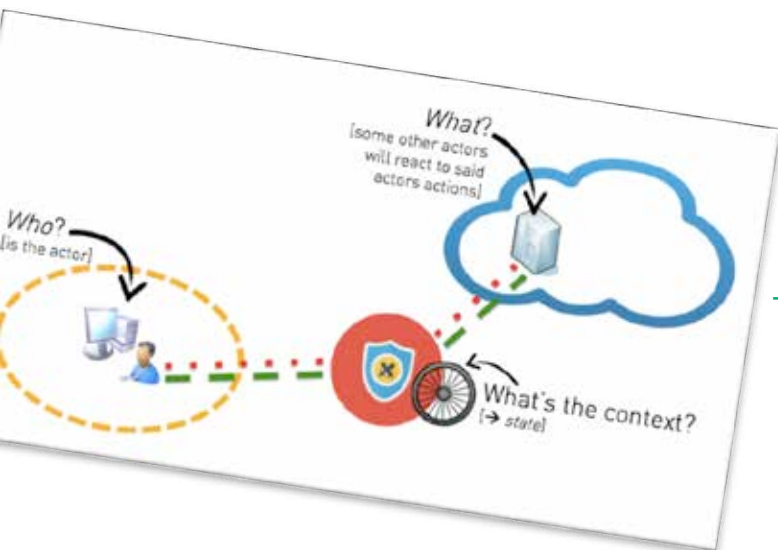 What?
[some other actors
will react to said
actors actions]
Who?
[is the actor]
What's the context?
[→ state]